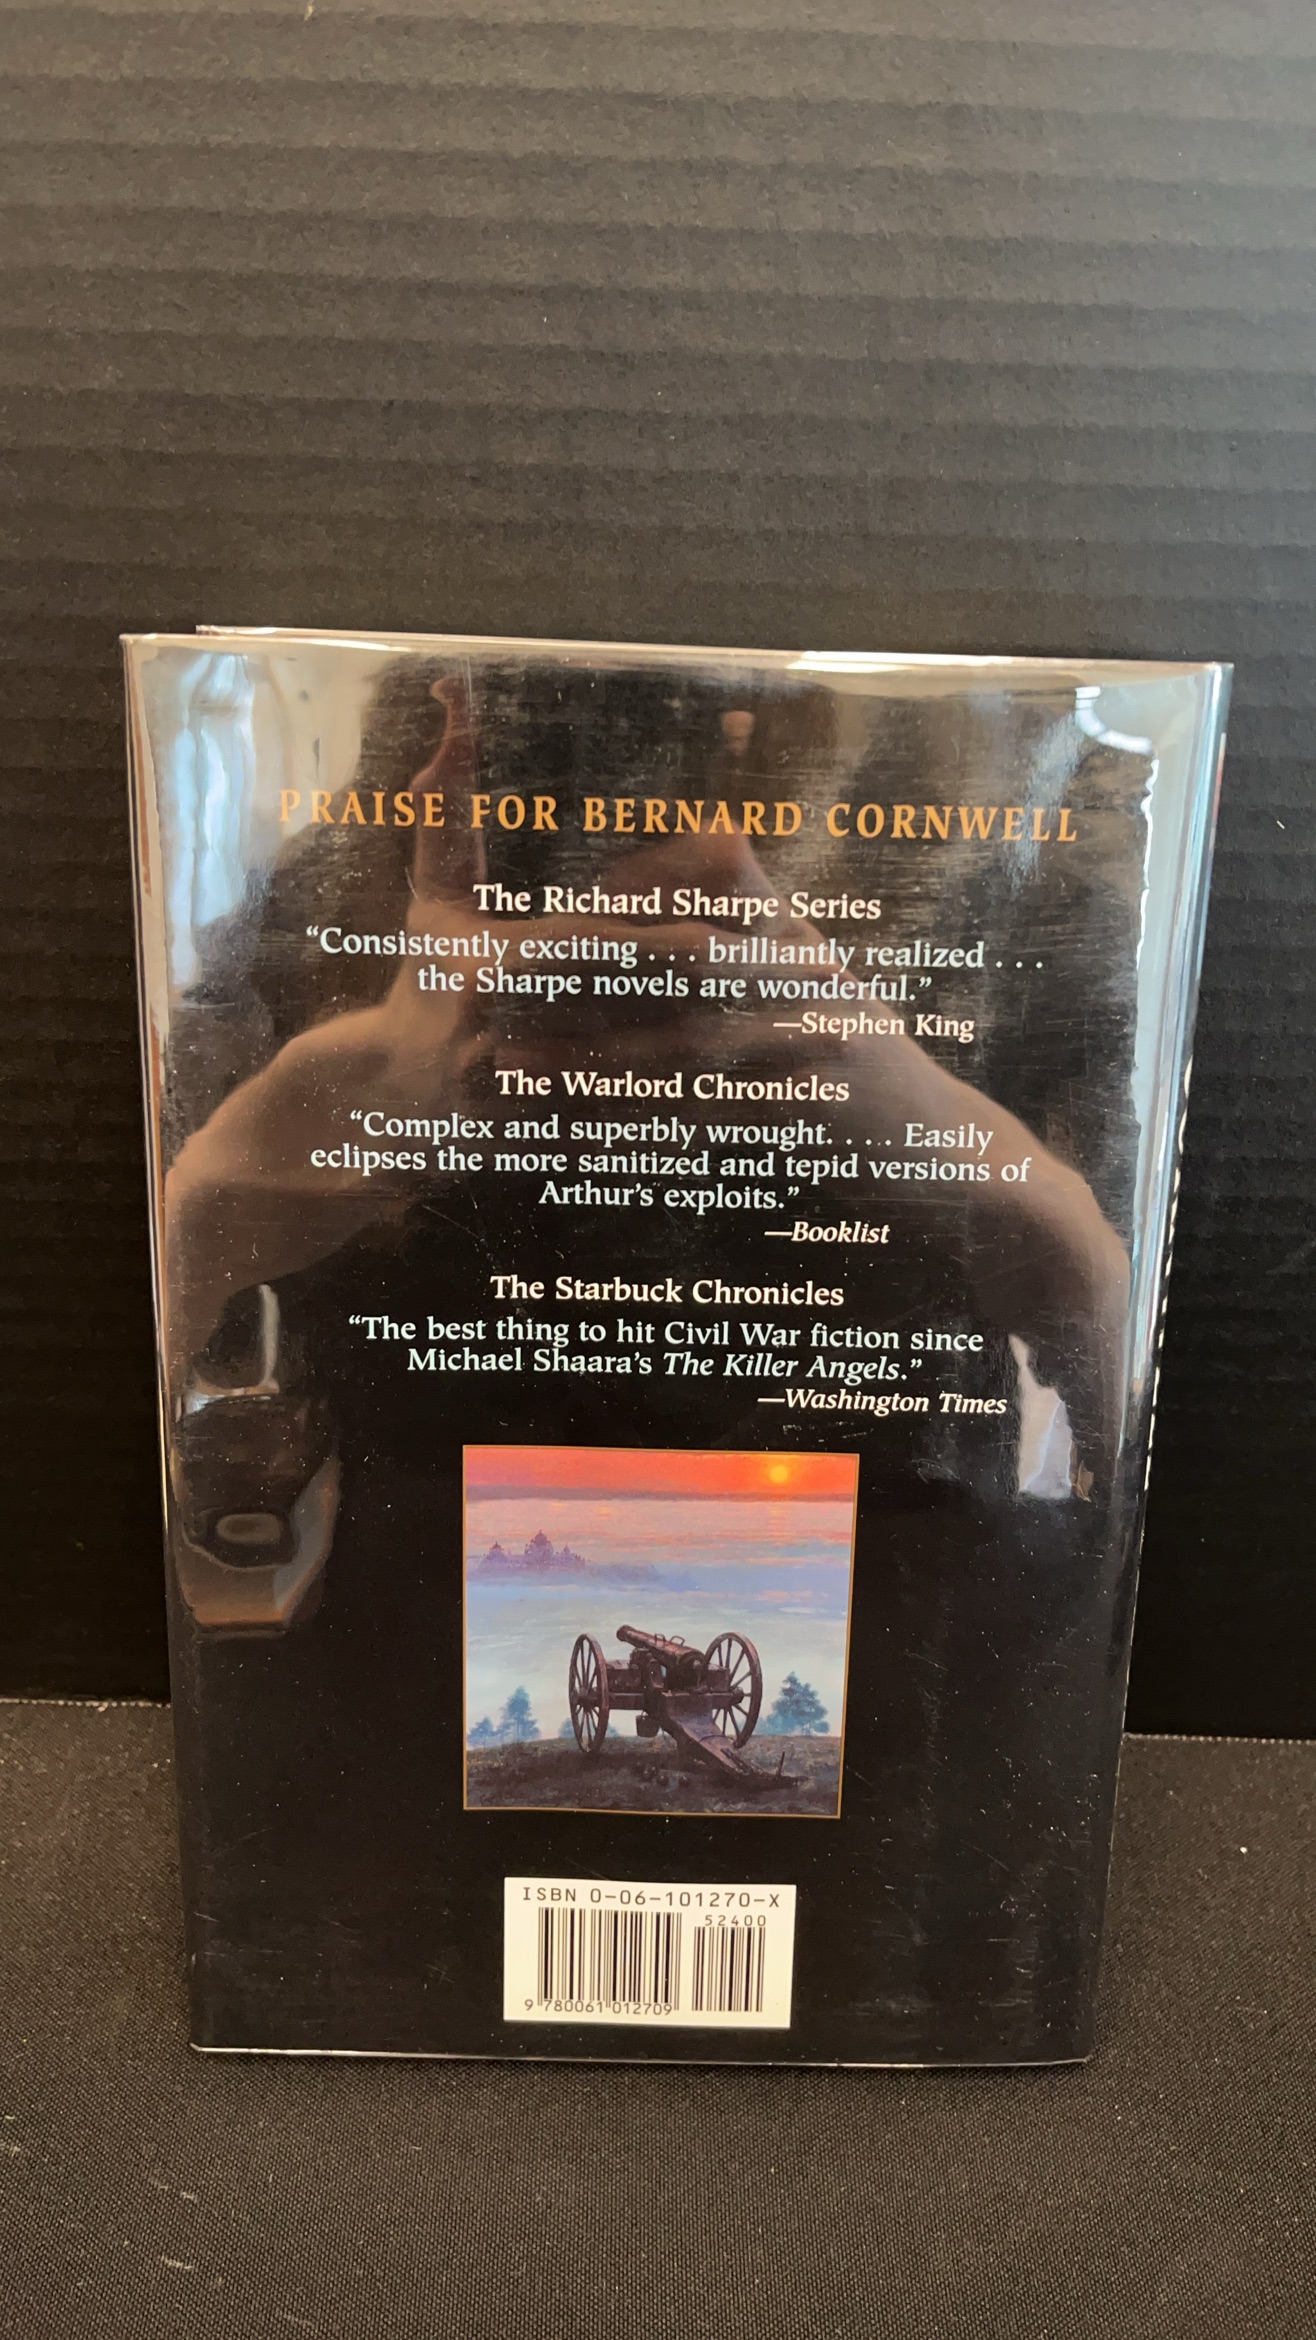 PRAISE FOR BERNARD CORNWELL
The Richard Sharpe Series
“Consistently exciting . . . brilliantly realized . . .
the Sharpe novels are wonderful.”
—Stephen King
The Warlord Chronicles
“Complex and superbly wrought. . . . Easily
eclipses the more sanitized and tepid versions of
Arthur’s exploits.”
—Booklist
The Starbuck Chronicles
“The best thing to hit Civil War fiction since
Michael Shaara’s The Killer Angels.”
—Washington Times
ISBN 0-06-101270-X
52400
9 780061 012709